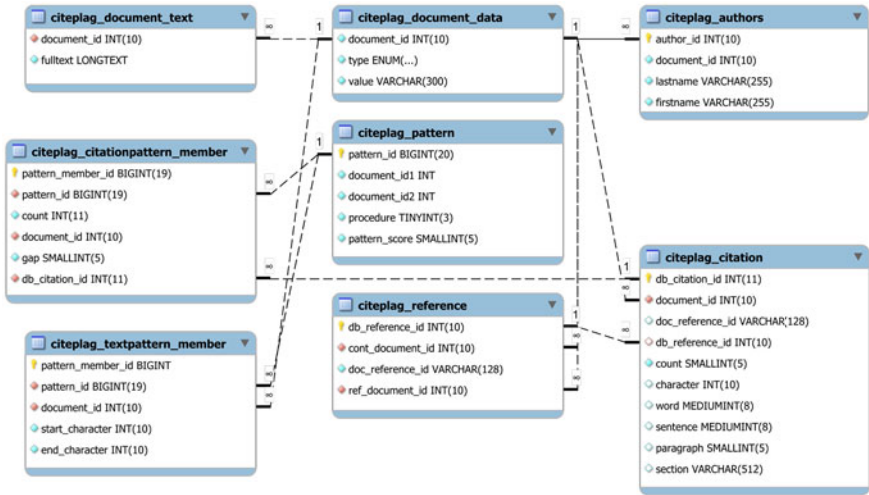 citeplag_document_text
document_id INT(10)
fulltext LONGTEXT
citeplag_document_data
document_id INT(10)
type ENUM(...)
value VARCHAR(300)
citeplag_authors
author_id INT(10)
document_id INT(10)
lastname VARCHAR(255)
firstname VARCHAR(255)
citeplag_citationpattern_member
pattern_member_id BIGINT(19)
pattern_id BIGINT(19)
count INT(11)
document_id INT(10)
gap SMALLINT(5)
db_citation_id INT(11)
citeplag_pattern
pattern_id BIGINT(20)
document_id1 INT
document_id2 INT
procedure TINYINT(3)
pattern_score SMALLINT(5)
citeplag_textpattern_member
pattern_member_id BIGINT
pattern_id BIGINT(19)
document_id INT(10)
start_character INT(10)
end_character INT(10)
citeplag_reference
db_reference_id INT(10)
cont_document_id INT(10)
doc_reference_id VARCHAR(128)
ref_document_id INT(10)
citeplag_citation
db_citation_id INT(11)
document_id INT(10)
doc_reference_id VARCHAR(128)
db_reference_id INT(10)
count SMALLINT(5)
character INT(10)
word MEDIUMINT(8)
sentence MEDIUMINT(8)
paragraph SMALLINT(5)
section VARCHAR(512)
∞
1
1
∞
∞
1
∞
1
∞
1
∞
∞
∞
∞
∞